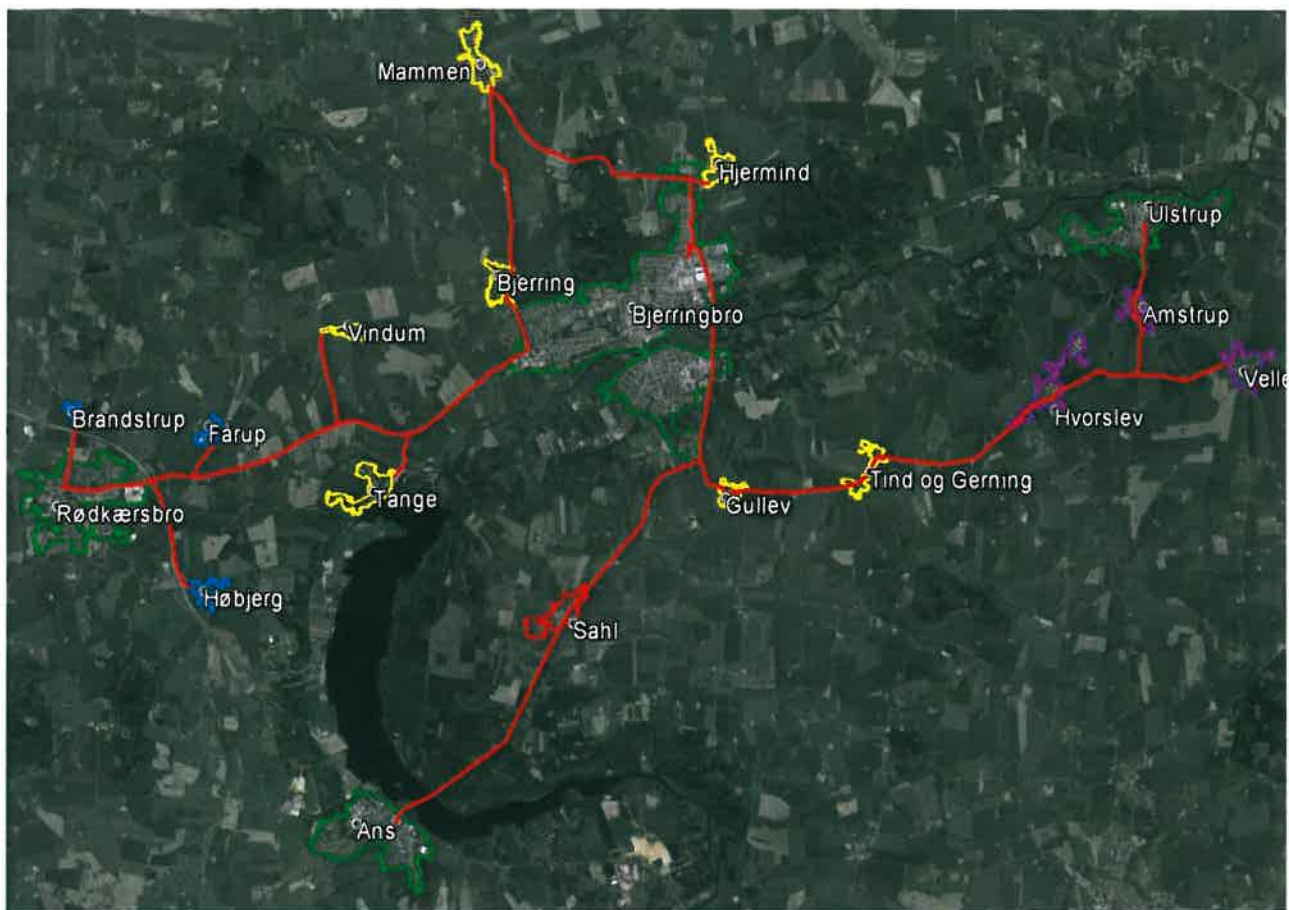 Mammen
Hjermind
Ulstrup
Bjerring
Bjerringbro
Amstrup
Vindum
Velle
Brandstrup
Farup
Hvorslev
Tange
Tind og Gerning
Gullev
Rødkærsbro
Høbjerg
Sahl
Ans